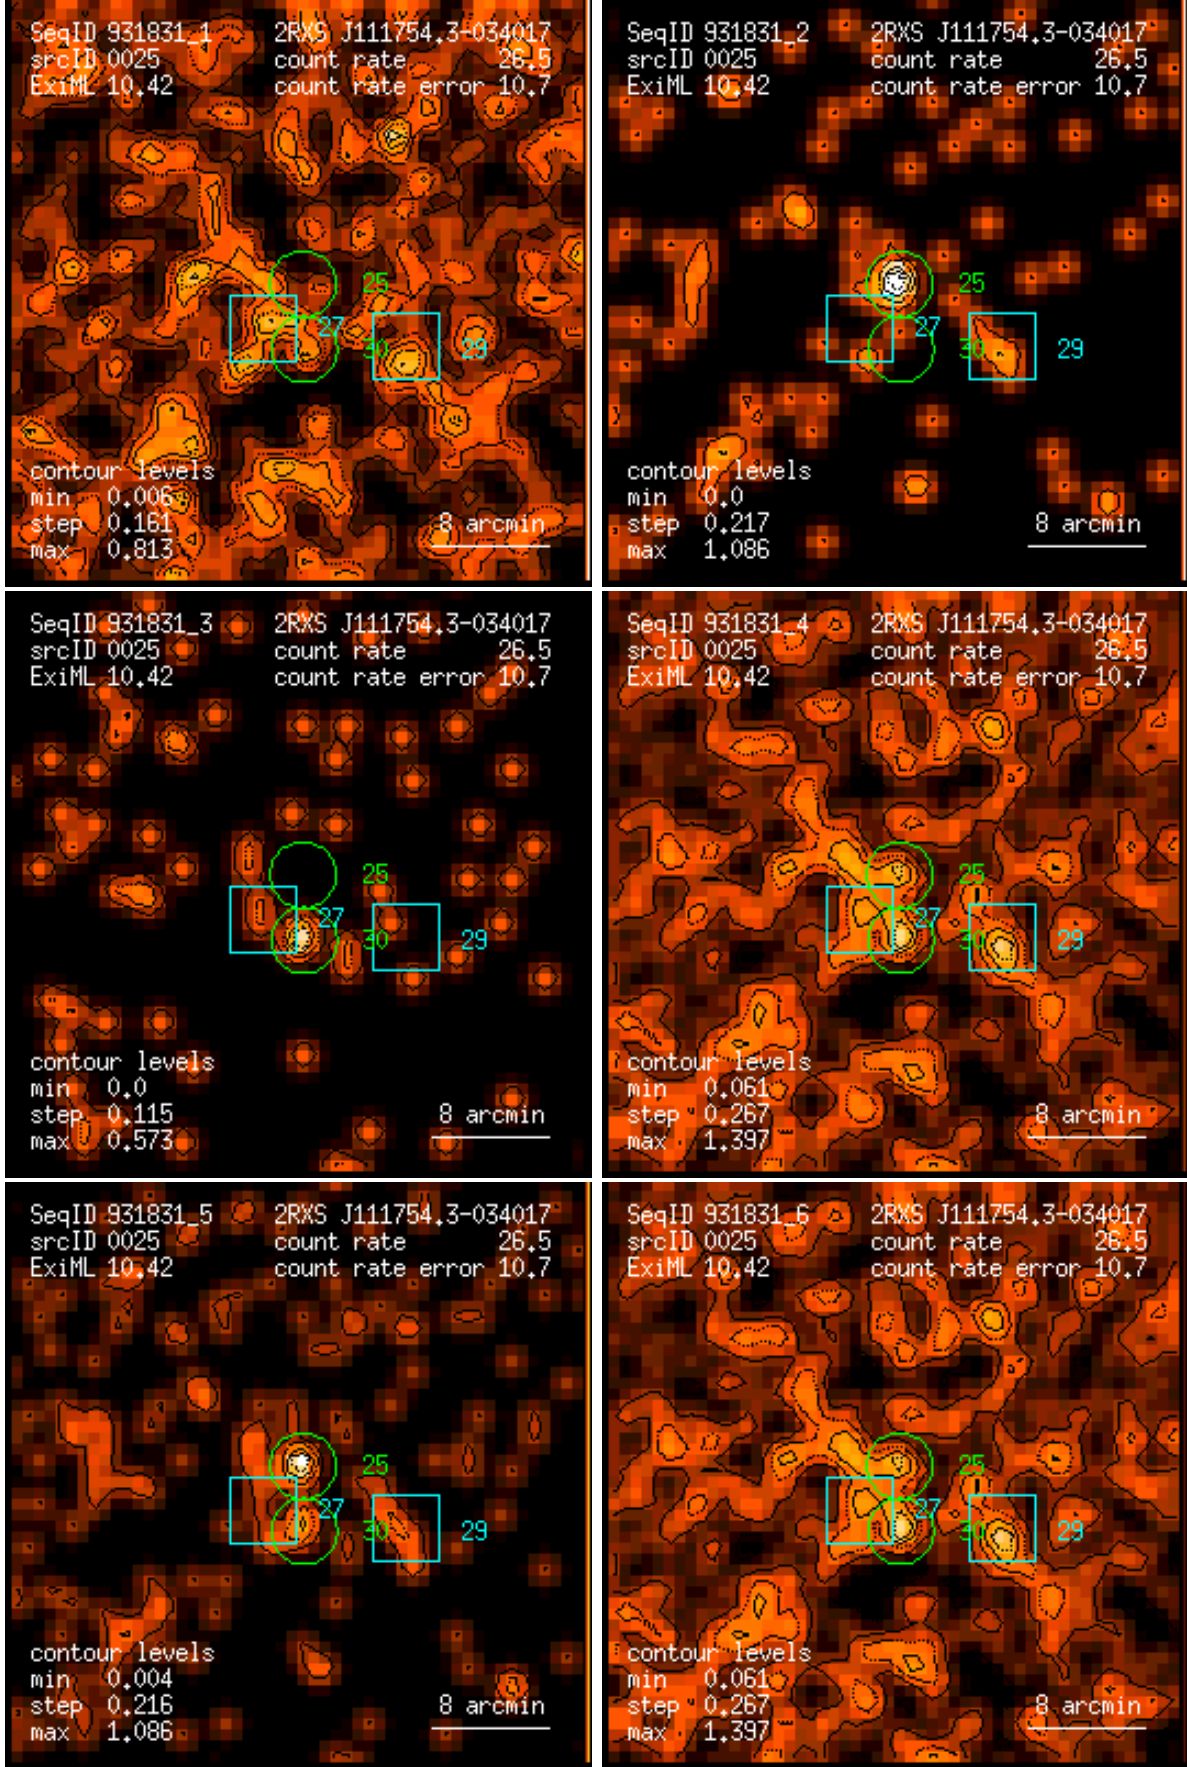 SeqID 931831_1 2RXS J111754.3-034017
srcID 0025 count rate 26.5
ExiML 10.42 count rate error 10.7
25
27
30
29
contour levels
min 0.006
step 0.161 8 arcmin
max 0.813
SeqID 931831_2 2RXS J111754.3-034017
srcID 0025 count rate 26.5
ExiML 10.42 count rate error 10.7
25
27
30
29
contour levels
min 0.0
step 0.217 8 arcmin
max 1.086
SeqID 931831_3 2RXS J111754.3-034017
srcID 0025 count rate 26.5
ExiML 10.42 count rate error 10.7
25
27
30
29
contour levels
min 0.0
step 0.115 8 arcmin
max 0.573
SeqID 931831_4 2RXS J111754.3-034017
srcID 0025 count rate 26.5
ExiML 10.42 count rate error 10.7
25
27
30
29
contour levels
min 0.061
step 0.267 8 arcmin
max 1.397
SeqID 931831_5 2RXS J111754.3-034017
srcID 0025 count rate 26.5
ExiML 10.42 count rate error 10.7
25
27
30
29
contour levels
min 0.004
step 0.216 8 arcmin
max 1.086
SeqID 931831_6 2RXS J111754.3-034017
srcID 0025 count rate 26.5
ExiML 10.42 count rate error 10.7
25
27
30
29
contour levels
min 0.061
step 0.267 8 arcmin
max 1.397